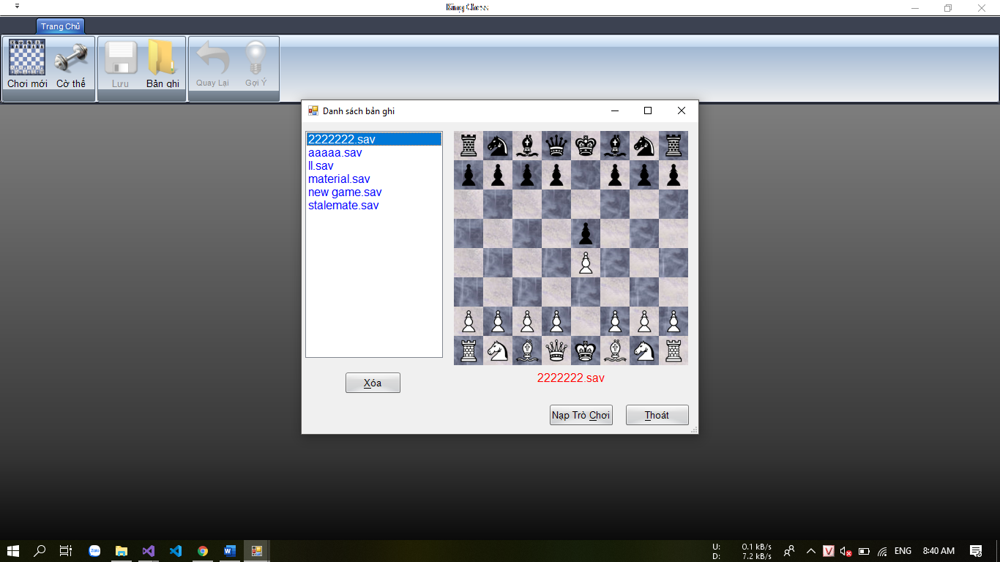 King Chess
Trang Chủ
Chơi mới
Cờ thế
Lưu
Bản ghi
Quay Lại
Gợi Ý
Danh sách bản ghi
2222222.sav
aaaaa.sav
ll.sav
material.sav
new game.sav
stalemate.sav
2222222.sav
Xóa
Nạp Trò Chơi
Thoát
Zalo
W
V
U: 0.1 kB/s
D: 7.2 kB/s
ENG
8:40 AM